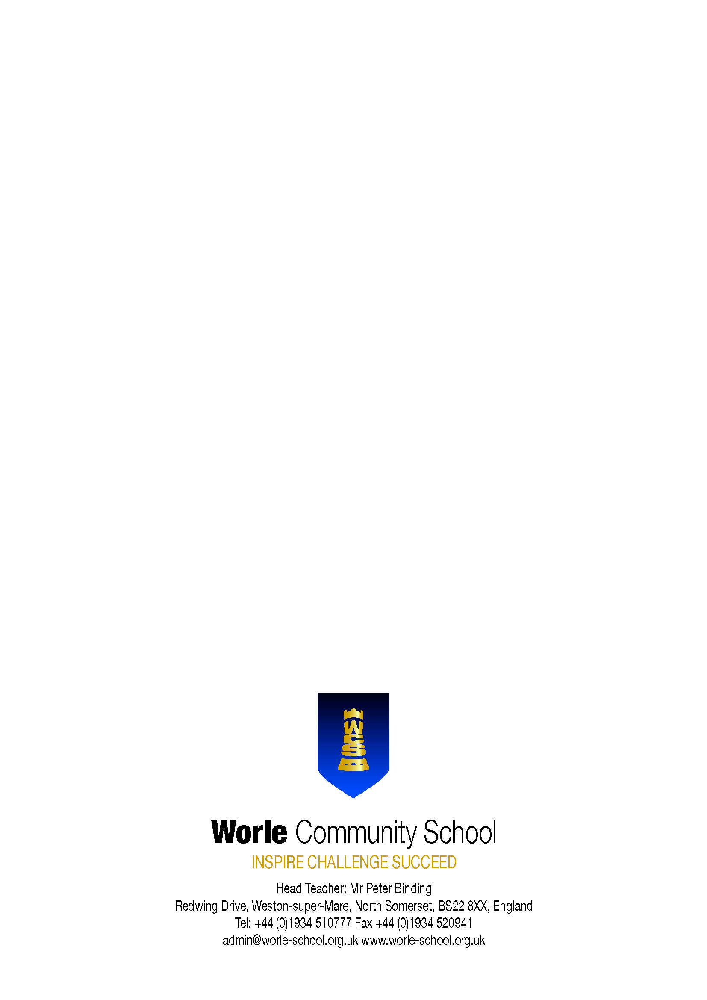 WCS
Worle Community School
INSPIRE CHALLENGE SUCCEED
Head Teacher: Mr Peter Binding
Redwing Drive, Weston-super-Mare, North Somerset, BS22 8XX, England
Tel: +44 (0)1934 510777 Fax +44 (0)1934 520941
admin@worle-school.org.uk www.worle-school.org.uk